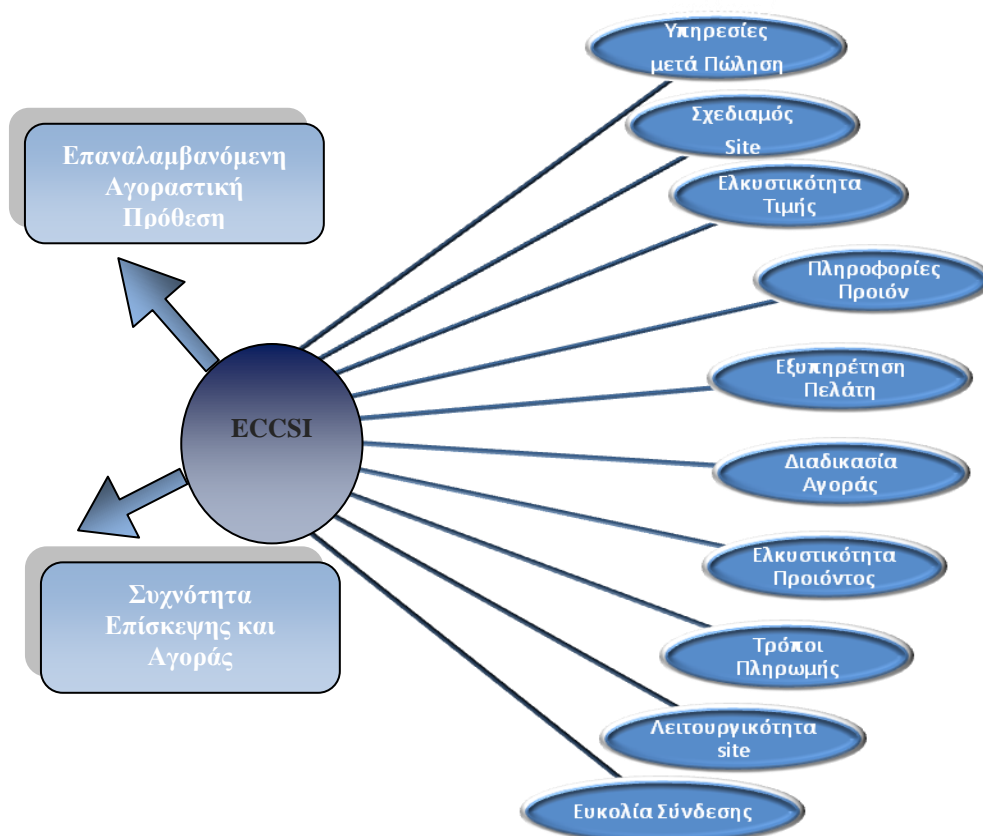 Υπηρεσίες
μετά Πώληση
Σχεδιαμός
Site
Ελκυστικότητα
Τιμής
Επαναλαμβανόμενη
Αγοραστική
Πρόθεση
Πληροφορίες
Προιόν
Εξυπηρέτηση
Πελάτη
ECCSI
Διαδικασία
Αγοράς
Ελκυστικότητα
Προιόντος
Συχνότητα
Επίσκεψης και
Αγοράς
Τρόποι
Πληρωμής
Λειτουργικότητα
site
Ευκολία Σύνδεσης